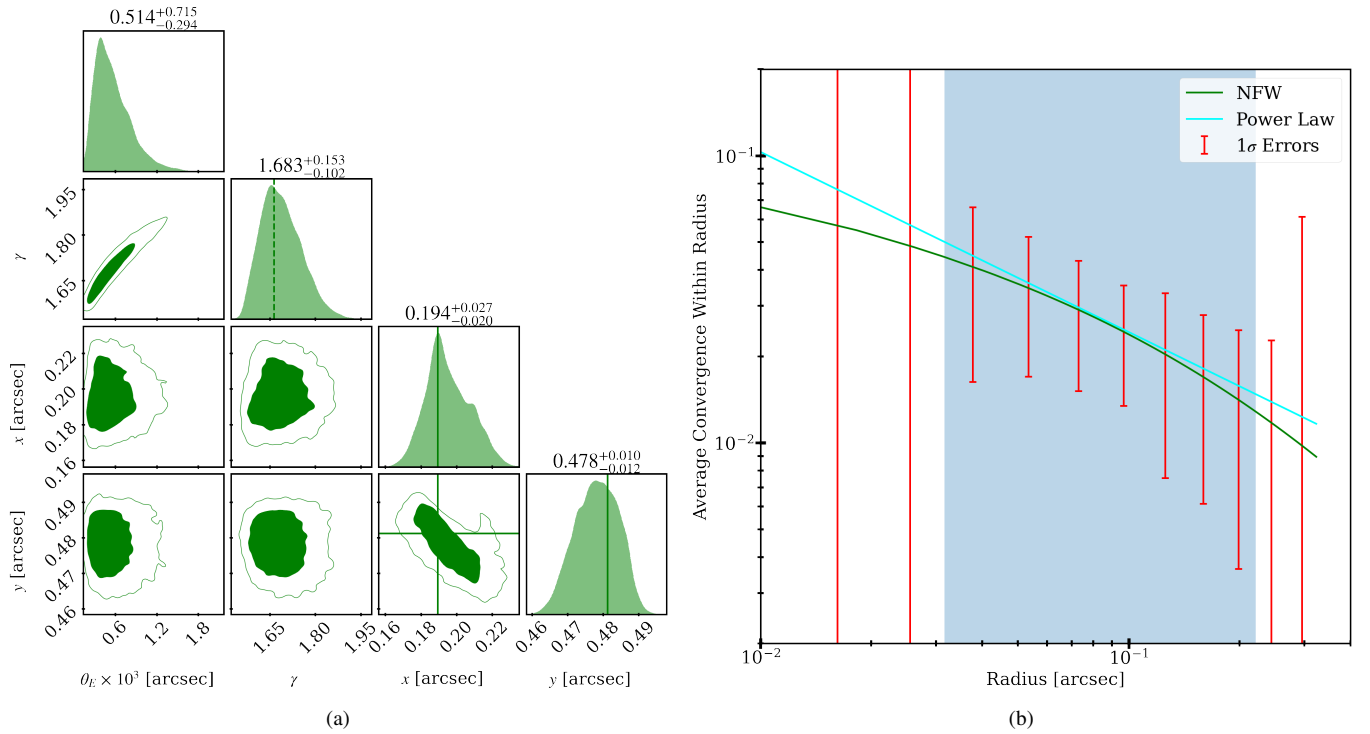 0.514+0.715−0.294
1.683+0.153−0.102
γ
1.95
1.80
1.65
0.194+0.027−0.020
x [arcsec]
0.22
0.20
0.18
0.16
0.478+0.010−0.012
y [arcsec]
0.49
0.48
0.47
0.46
0.6 1.2 1.8
1.65 1.80 1.95
0.16 0.18 0.20 0.22
0.46 0.47 0.48 0.49
θE × 10³ [arcsec]
γ
x [arcsec]
y [arcsec]
(a)
NFW
Power Law
1σ Errors
Average Convergence Within Radius
10⁻¹
10⁻²
10⁻² 10⁻¹
Radius [arcsec]
(b)